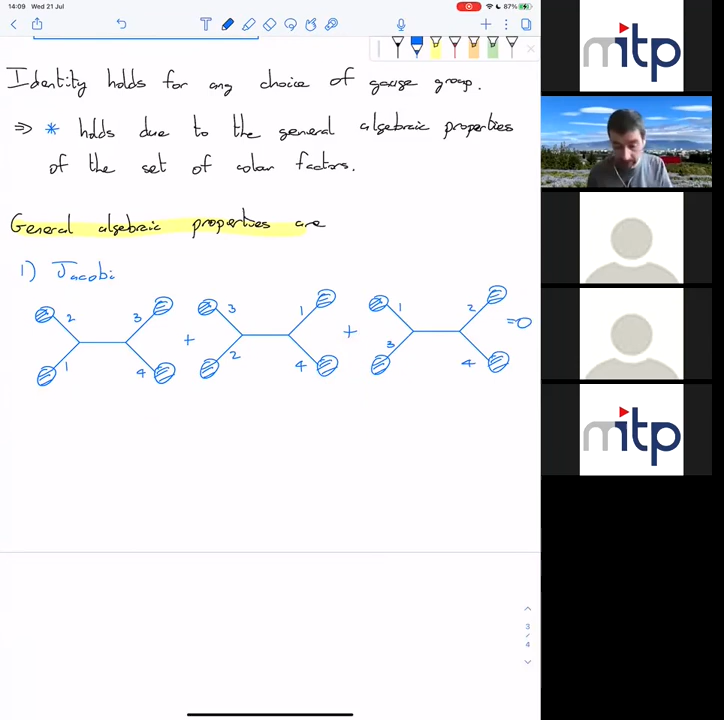 14:09 Wed 21 Jul
87%
Identity holds for any choice of gauge group.
⇒ * holds due to the general algebraic properties
of the set of colour factors.
General algebraic properties are
1) Jacobi
2 3 1 4
+
3 1 2 4
+
1 2 3 4
=0
3
/
4
mitp
mitp